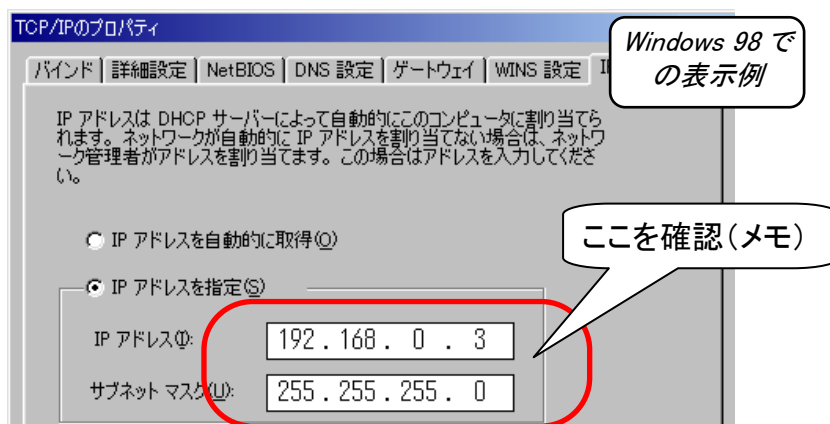 TCP/IPのプロパティ
Windows 98 で
の表示例
バインド 詳細設定 NetBIOS DNS 設定 ゲートウェイ WINS 設定
IP アドレスは DHCP サーバーによって自動的にこのコンピュータに割り当てら
れます。ネットワークが自動的に IP アドレスを割り当てない場合は、ネットワ
ーク管理者がアドレスを割り当てます。この場合はアドレスを入力してくださ
い。
IP アドレスを自動的に取得(O)
ここを確認(メモ)
IP アドレスを指定(S)
IP アドレス(I): 192 . 168 . 0 . 3
サブネット マスク(U): 255 . 255 . 255 . 0